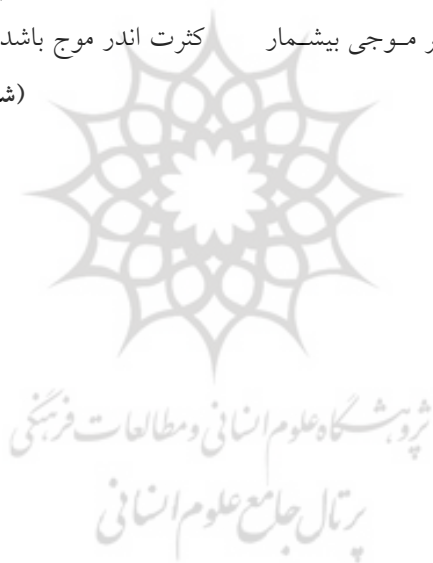 ر مـوجی بیشـمار کثرت اندر موج باشد
(ش
پژوهشگاه علوم انسانی و مطالعات فرهنگی
پرتال جامع علوم انسانی